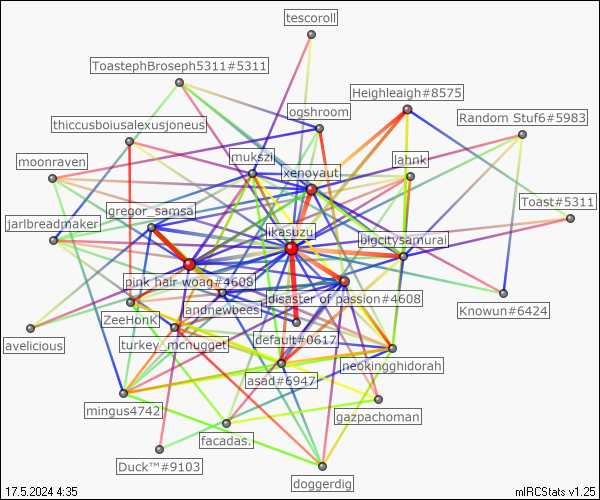 tescoroll
ToastephBroseph5311#5311
Heighleaigh#8575
ogshroom
Random Stuf6#5983
thiccusboiusalexusjoneus
mukszi
lahnk
moonraven
xenoyaut
Toast#5311
gregor_samsa
jarlbreadmaker
ikasuzu
bigcitysamurai
pink hair woag#4608
disaster of passion#4608
andnewbees
Knowun#6424
ZeeHonK
default#0617
avelicious
turkey_mcnugget
neokingghidorah
asad#6947
mingus4742
gazpachoman
facadas.
Duck™#9103
doggerdig
17.5.2024 4:35
mIRCStats v1.25